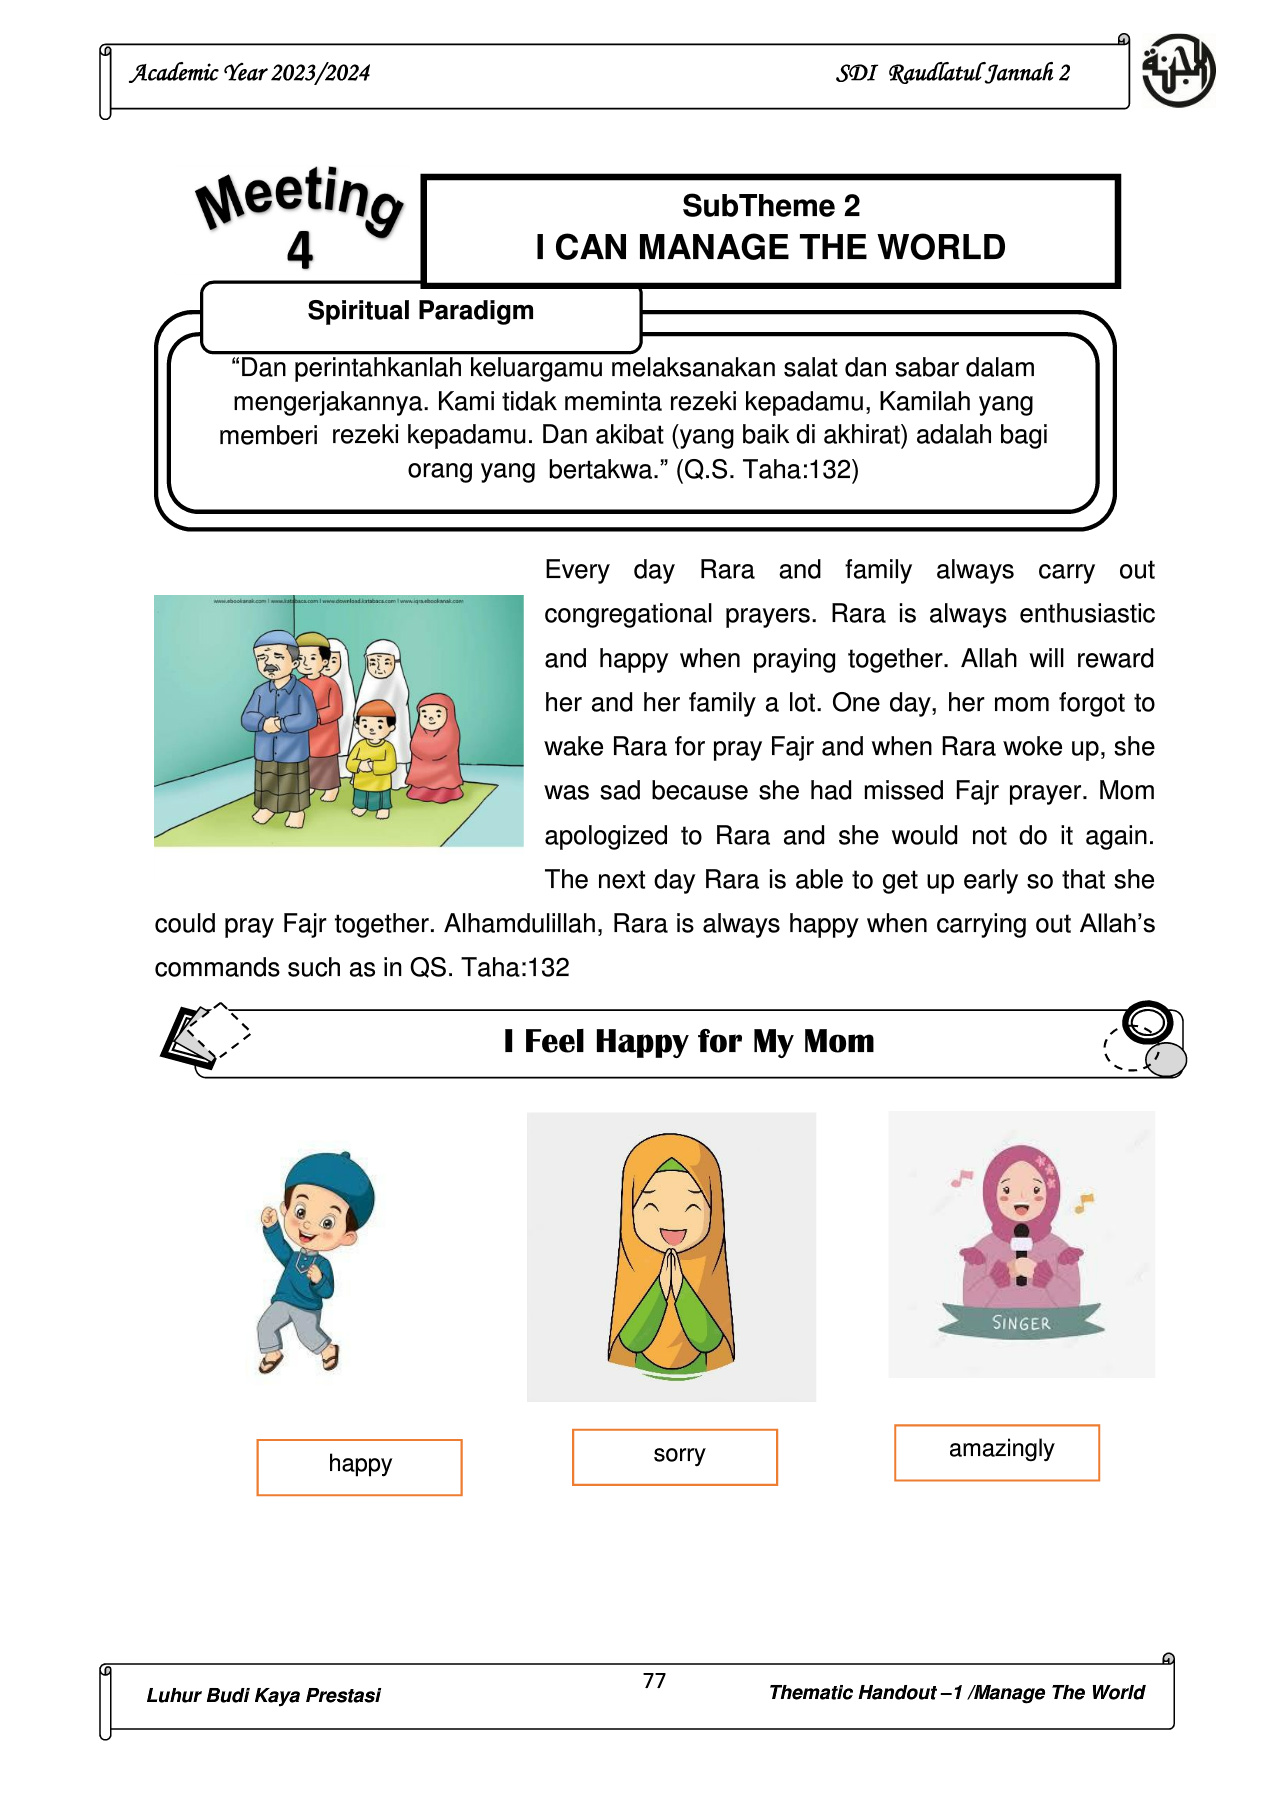 Academic Year 2023/2024
SDI Raudlatul Jannah 2
Meeting
4
SubTheme 2
I CAN MANAGE THE WORLD
Spiritual Paradigm
“Dan perintahkanlah keluargamu melaksanakan salat dan sabar dalam
mengerjakannya. Kami tidak meminta rezeki kepadamu, Kamilah yang
memberi rezeki kepadamu. Dan akibat (yang baik di akhirat) adalah bagi
orang yang bertakwa.” (Q.S. Taha:132)
Every day Rara and family always carry out
congregational prayers. Rara is always enthusiastic
and happy when praying together. Allah will reward
her and her family a lot. One day, her mom forgot to
wake Rara for pray Fajr and when Rara woke up, she
was sad because she had missed Fajr prayer. Mom
apologized to Rara and she would not do it again.
The next day Rara is able to get up early so that she
could pray Fajr together. Alhamdulillah, Rara is always happy when carrying out Allah’s
commands such as in QS. Taha:132
I Feel Happy for My Mom
SINGER
happy
sorry
amazingly
77
Luhur Budi Kaya Prestasi
Thematic Handout –1 /Manage The World